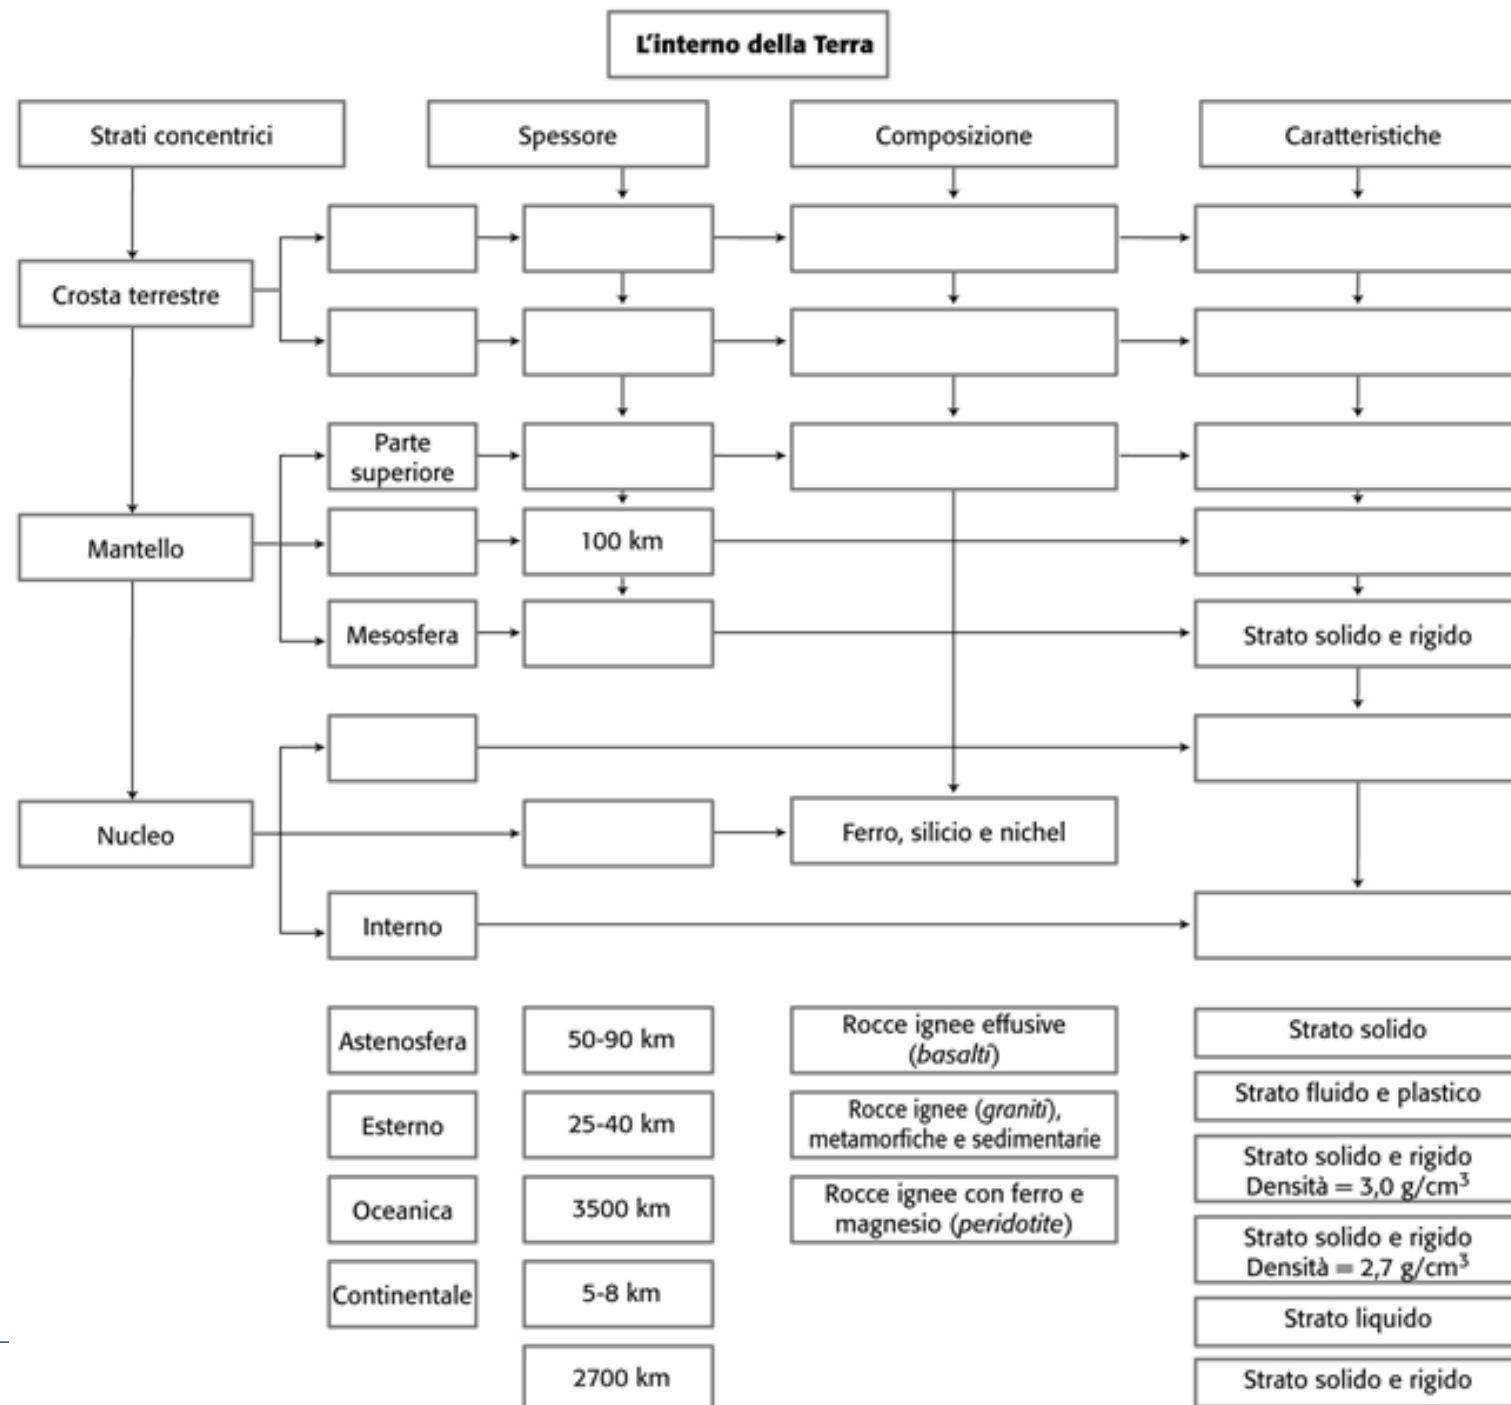 L'interno della Terra
Strati concentrici
Spessore
Composizione
Caratteristiche
Crosta terrestre
Parte
superiore
Mantello
100 km
Mesosfera
Strato solido e rigido
Nucleo
Ferro, silicio e nichel
Interno
Astenosfera
50-90 km
Rocce ignee effusive
(basalti)
Strato solido
Esterno
25-40 km
Rocce ignee (graniti),
metamorfiche e sedimentarie
Strato fluido e plastico
Oceanica
3500 km
Rocce ignee con ferro e
magnesio (peridotite)
Strato solido e rigido
Densità = 3,0 g/cm³
Strato solido e rigido
Densità = 2,7 g/cm³
Continentale
5-8 km
Strato liquido
2700 km
Strato solido e rigido